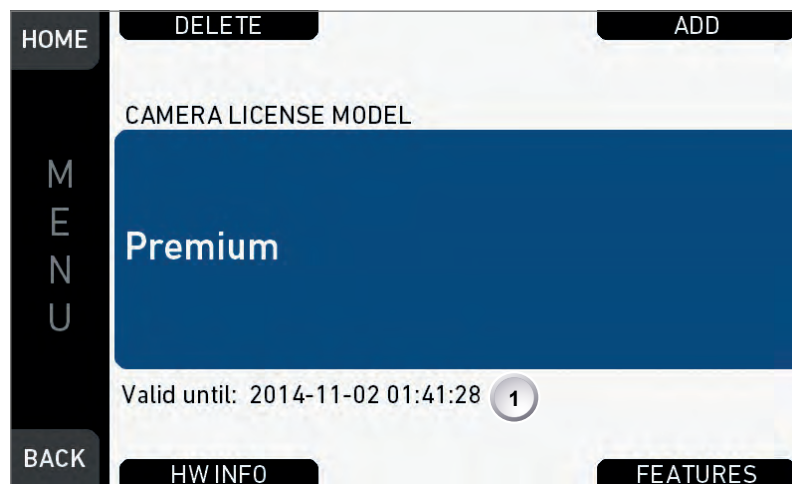 HOME
DELETE
ADD
CAMERA LICENSE MODEL
MENU
Premium
Valid until: 2014-11-02 01:41:28
1
BACK
HW INFO
FEATURES